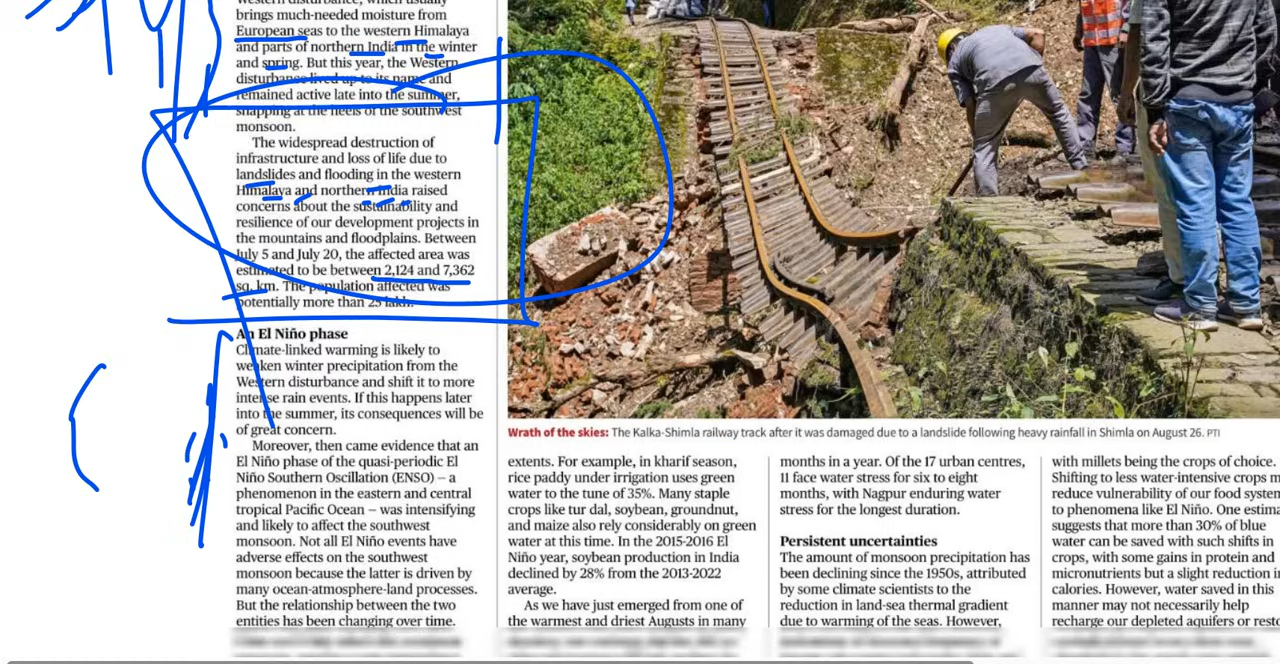 Western disturbance, which usually
brings much-needed moisture from
European seas to the western Himalaya
and parts of northern India in the winter
and spring. But this year, the Western
disturbance lived up to its name and
remained active late into the summer,
snapping at the heels of the southwest
monsoon.
The widespread destruction of
infrastructure and loss of life due to
landslides and flooding in the western
Himalaya and northern India raised
concerns about the sustainability and
resilience of our development projects in
the mountains and floodplains. Between
July 5 and July 20, the affected area was
estimated to be between 2,124 and 7,362
sq. km. The population affected was
potentially more than 25 lakh.
An El Niño phase
Climate-linked warming is likely to
weaken winter precipitation from the
Western disturbance and shift it to more
intense rain events. If this happens later
into the summer, its consequences will be
of great concern.
Moreover, then came evidence that an
El Niño phase of the quasi-periodic El
Niño Southern Oscillation (ENSO) — a
phenomenon in the eastern and central
tropical Pacific Ocean — was intensifying
and likely to affect the southwest
monsoon. Not all El Niño events have
adverse effects on the southwest
monsoon because the latter is driven by
many ocean-atmosphere-land processes.
But the relationship between the two
entities has been changing over time.
Wrath of the skies: The Kalka-Shimla railway track after it was damaged due to a landslide following heavy rainfall in Shimla on August 26. PTI
extents. For example, in kharif season,
rice paddy under irrigation uses green
water to the tune of 35%. Many staple
crops like tur dal, soybean, groundnut,
and maize also rely considerably on green
water at this time. In the 2015-2016 El
Niño year, soybean production in India
declined by 28% from the 2013-2022
average.
As we have just emerged from one of
the warmest and driest Augusts in many
months in a year. Of the 17 urban centres,
11 face water stress for six to eight
months, with Nagpur enduring water
stress for the longest duration.
Persistent uncertainties
The amount of monsoon precipitation has
been declining since the 1950s, attributed
by some climate scientists to the
reduction in land-sea thermal gradient
due to warming of the seas. However,
with millets being the crops of choice.
Shifting to less water-intensive crops m
reduce vulnerability of our food system
to phenomena like El Niño. One estima
suggests that more than 30% of blue
water can be saved with such shifts in
crops, with some gains in protein and
micronutrients but a slight reduction in
calories. However, water saved in this
manner may not necessarily help
recharge our depleted aquifers or resto